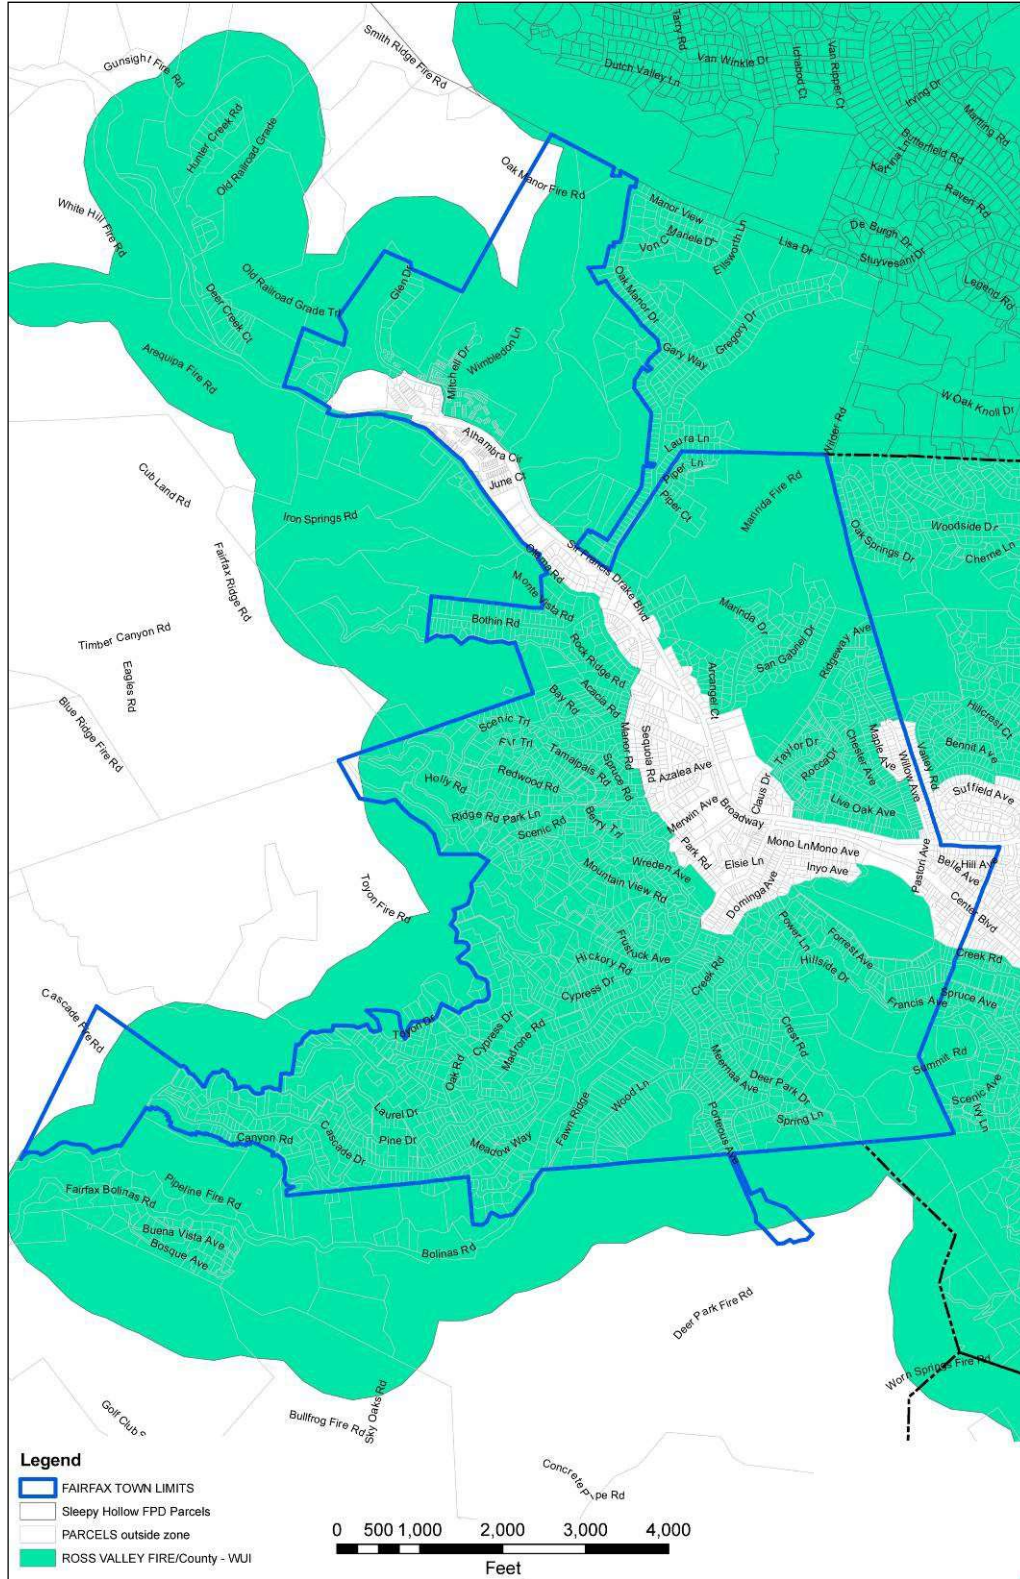 Gunsight Fire Rd
Smith Ridge Fire Rd
Tarry Rd
Van Winkle Dr
Ichabod Ct
Van Ripper Ct
Dutch Valley Ln
Irving Dr
Martling Rd
Hunter Creek Rd
Old Railroad Grade
Butterfield Rd
Katrina Ln
Oak Manor Fire Rd
Raven Rd
White Hill Fire Rd
Manor View
Mariele D
Von C
Ellsworth Ln
Lisa Dr
De Burgh Dr
Stuyvesant Dr
Legend Rd
Old Railroad Grade Trl
Glen Dr
Oak Manor Dr
Deer Creek Ct
Gregory Dr
Gary Way
Arequipa Fire Rd
Mitchell Dr
Wimbledon Ln
W Oak Knoll Dr
Wilder Rd
Alhambra Cir
Laura Ln
Piper Ln
June Ct
Piper Ct
Marinda Fire Rd
Cub Land Rd
Iron Springs Rd
Oak Springs Dr
Woodside Dr
Cherne Ln
Fairfax Ridge Rd
Olema Rd
Sir Francis Drake Blvd
Monte Vista Rd
Bothin Rd
Marinda Dr
San Gabriel Dr
Ridgeway Ave
Timber Canyon Rd
Eagles Rd
Rock Ridge Rd
Acacia Rd
Bay Rd
Arcangel Ct
Blue Ridge Fire Rd
Scenic Trl
Fir Trl
Tamalpais Rd
Manor Rd
Sequoia Rd
Hillcrest Ct
Bennit Ave
Maple Ave
Willow Ave
Valley Rd
Chester Ave
Taylor Dr
Rocca Dr
Azalea Ave
Spruce Rd
Redwood Rd
Holly Rd
Claus Dr
Suffield Ave
Live Oak Ave
Merwin Ave
Broadway
Ridge Rd Park Ln
Scenic Rd
Berry Trl
Park Rd
Mono Ln
Mono Ave
Elsie Ln
Inyo Ave
Pastori Ave
Belle Ave
Hill Ave
Wreden Ave
Mountain View Rd
Dominga Ave
Center Blvd
Toyon Fire Rd
Power Ln
Forrest Ave
Hillside Dr
Creek Rd
Frustuck Ave
Hickory Rd
Cypress Dr
Creek Rd
Francis Ave
Spruce Ave
Cascade Fire Rd
Toyon Dr
Cypress Dr
Madrone Rd
Oak Rd
Crest Rd
Summit Rd
Meernaa Ave
Deer Park Dr
Scenic Ave
Ivy Ln
Spring Ln
Wood Ln
Fawn Ridge
Porteous Ave
Laurel Dr
Pine Dr
Cascade Dr
Canyon Rd
Meadow Way
Pipeline Fire Rd
Fairfax Bolinas Rd
Buena Vista Ave
Bosque Ave
Bolinas Rd
Deer Park Fire Rd
Worn Springs Fire Rd
Golf Club S
Bullfrog Fire Rd
Sky Oaks Rd
Concrete Pipe Rd
Legend
FAIRFAX TOWN LIMITS
Sleepy Hollow FPD Parcels
PARCELS outside zone
ROSS VALLEY FIRE/County - WUI
0 500 1,000 2,000 3,000 4,000
Feet